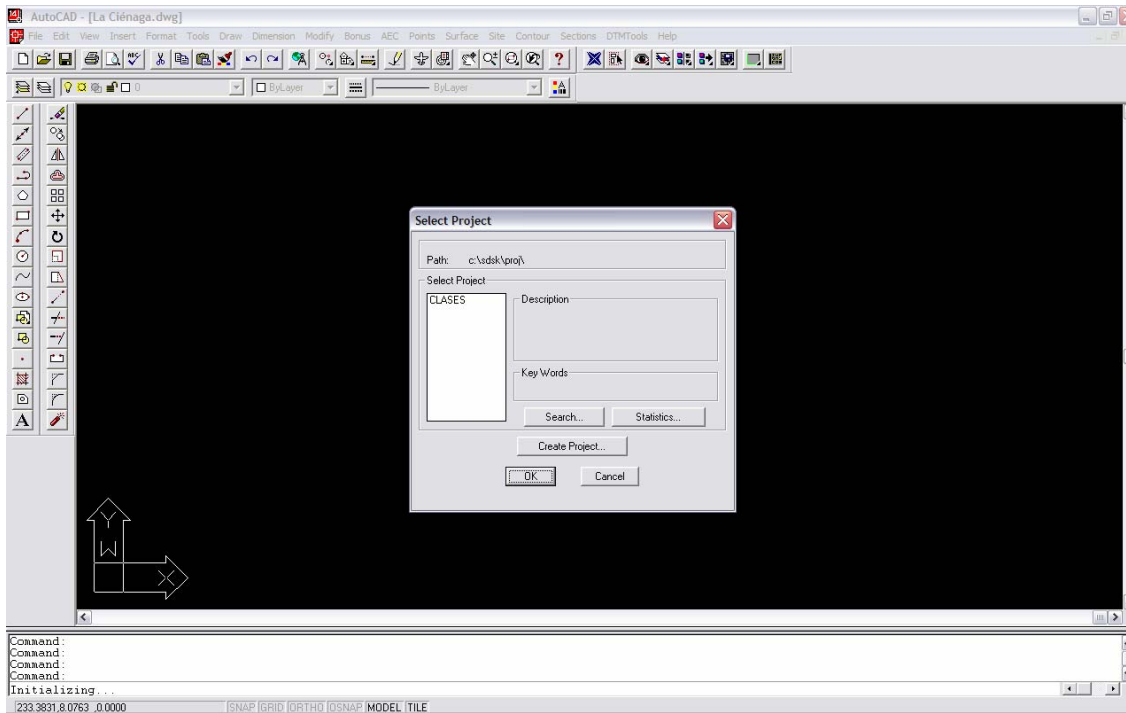 AutoCAD - [La Ciénaga.dwg]
File Edit View Insert Format Tools Draw Dimension Modify Bonus AEC Points Surface Site Contour Sections DTMTools Help
0 ByLayer ByLayer
Select Project
Path: c:\sdsk\proj\
Select Project
CLASES
Description
Key Words
Search... Statistics...
Create Project...
OK Cancel
A
Y
W
X
Command:
Command:
Command:
Command:
Initializing...
233.3831,8.0763 ,0.0000 SNAP GRID ORTHO OSNAP MODEL TILE